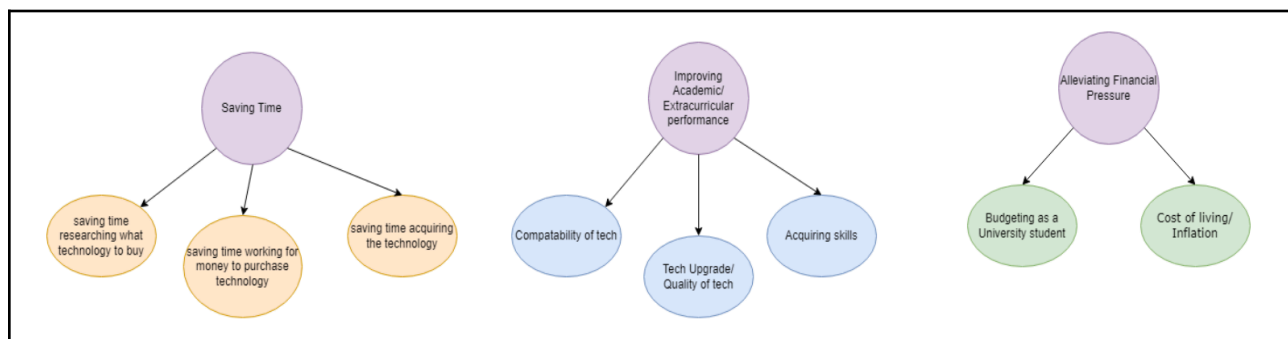 Saving Time
Improving
Academic/
Extracurricular
performance
Alleviating Financial
Pressure
saving time
researching what
technology to buy
saving time working for
money to purchase
technology
saving time acquiring
the technology
Compatability of tech
Tech Upgrade/
Quality of tech
Acquiring skills
Budgeting as a
University student
Cost of living/
Inflation